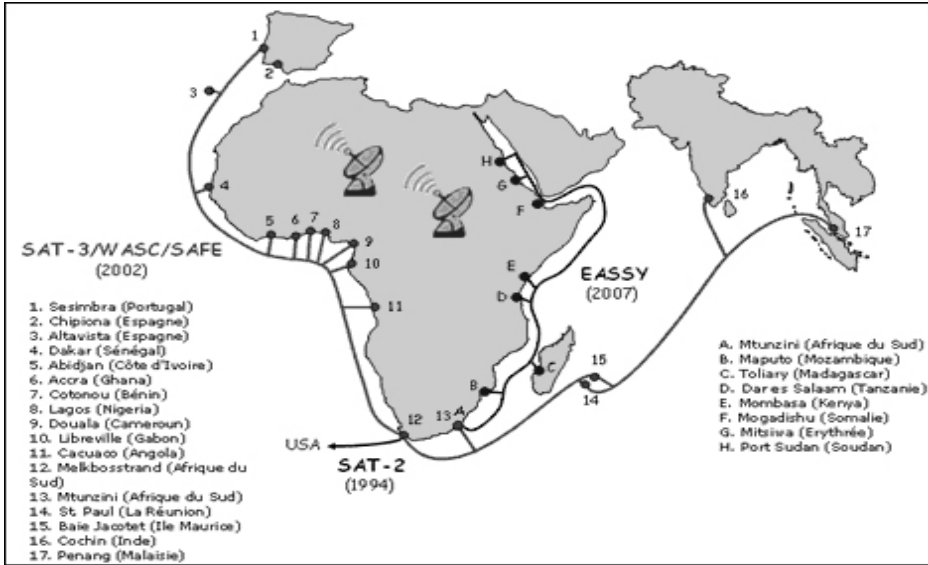 1
2
3
4
5
6
7
8
9
10
11
12
13
14
15
16
17
A
B
C
D
E
F
G
H
SAT-3/WASC/SAFE
(2002)
1. Sesimbra (Portugal)
2. Chipiona (Espagne)
3. Altavista (Espagne)
4. Dakar (Sénégal)
5. Abidjan (Côte d'Ivoire)
6. Accra (Ghana)
7. Cotonou (Bénin)
8. Lagos (Nigeria)
9. Douala (Cameroun)
10. Libreville (Gabon)
11. Cacuaco (Angola)
12. Melkbosstrand (Afrique du
Sud)
13. Mtunzini (Afrique du Sud)
14. St. Paul (La Réunion)
15. Baie Jacotet (Ile Maurice)
16. Cochin (Inde)
17. Penang (Malaisie)
USA
SAT-2
(1994)
EASSY
(2007)
A. Mtunzini (Afrique du Sud)
B. Maputo (Mozambique)
C. Toliary (Madagascar)
D. Dar es Salaam (Tanzanie)
E. Mombasa (Kenya)
F. Mogadishu (Somalie)
G. Mitsiwa (Erythrée)
H. Port Sudan (Soudan)